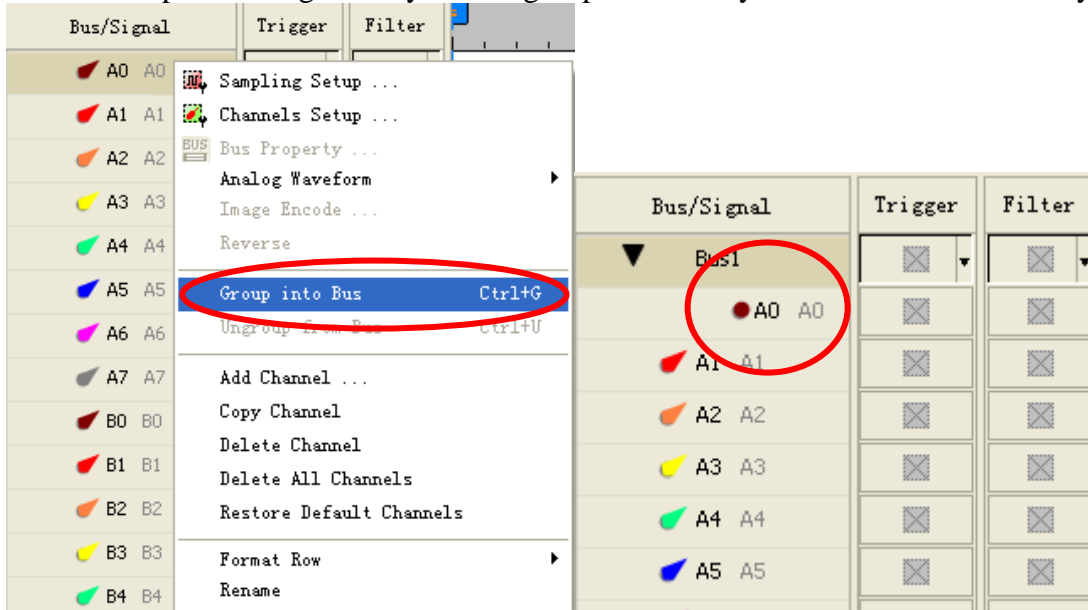 Bus/Signal Trigger Filter
A0 A0
A1 A1
A2 A2
A3 A3
A4 A4
A5 A5
A6 A6
A7 A7
B0 B0
B1 B1
B2 B2
B3 B3
B4 B4
Sampling Setup ...
Channels Setup ...
BUS Bus Property ...
Analog Waveform
Image Encode ...
Reverse
Group into Bus Ctrl+G
Ungroup from Bus Ctrl+U
Add Channel ...
Copy Channel
Delete Channel
Delete All Channels
Restore Default Channels
Format Row
Rename
Bus/Signal Trigger Filter
Bus1
A0 A0
A1 A1
A2 A2
A3 A3
A4 A4
A5 A5